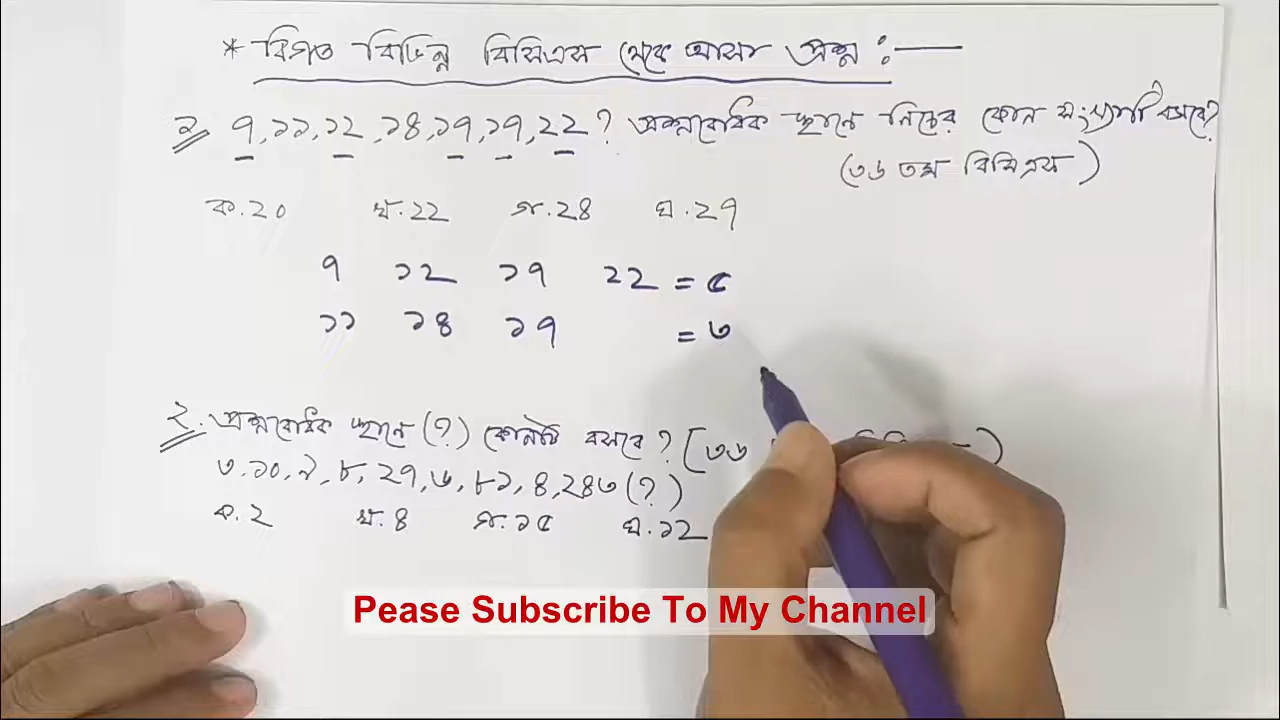 * বিগত বিভিন্ন বিসিএস থেকে আসা প্রশ্ন :—
১. ৭, ১১, ১২, ১৪, ১৭, ১৭, ২২ ? প্রশ্নবোধক স্থানে নিচের কোন সংখ্যাটি বসবে?
(৩৬ তম বিসিএস)
ক. ২০ খ. ২২ গ. ২৪ ঘ. ২৭
৭ ১২ ১৭ ২২ = ৫
১১ ১৪ ১৭ = ৩
২. প্রশ্নবোধক স্থানে (?) কোনটি বসবে ? [৩৬
৩, ১০, ৯, ৮, ২৭, ৬, ৮১, ৪, ২৪৩ (?)
ক. ২ খ. ৪ গ. ১৫ ঘ. ১২
Pease Subscribe To My Channel